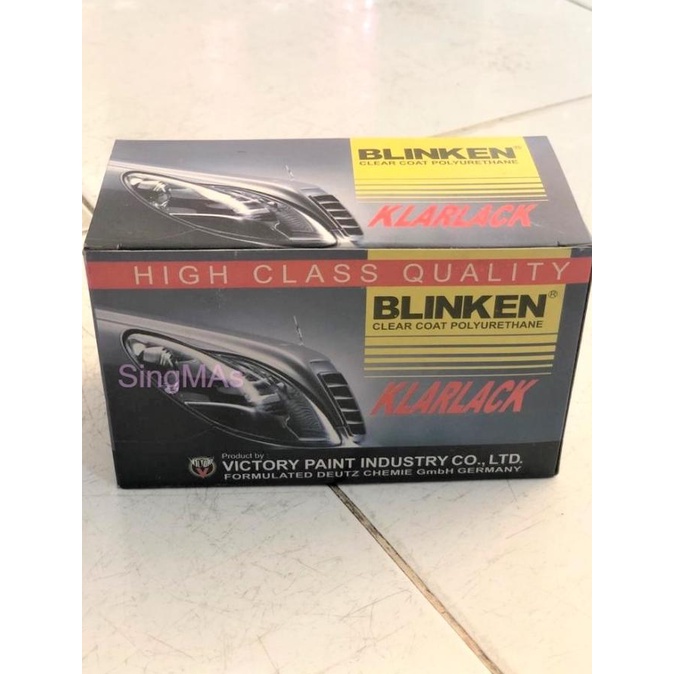 BLINKEN®
CLEAR COAT POLYURETHANE
KLARLACK
HIGH CLASS QUALITY
BLINKEN®
CLEAR COAT POLYURETHANE
KLARLACK
SingMAs
Product by
VICTORY PAINT INDUSTRY CO., LTD.
FORMULATED DEUTZ CHEMIE GmbH GERMANY